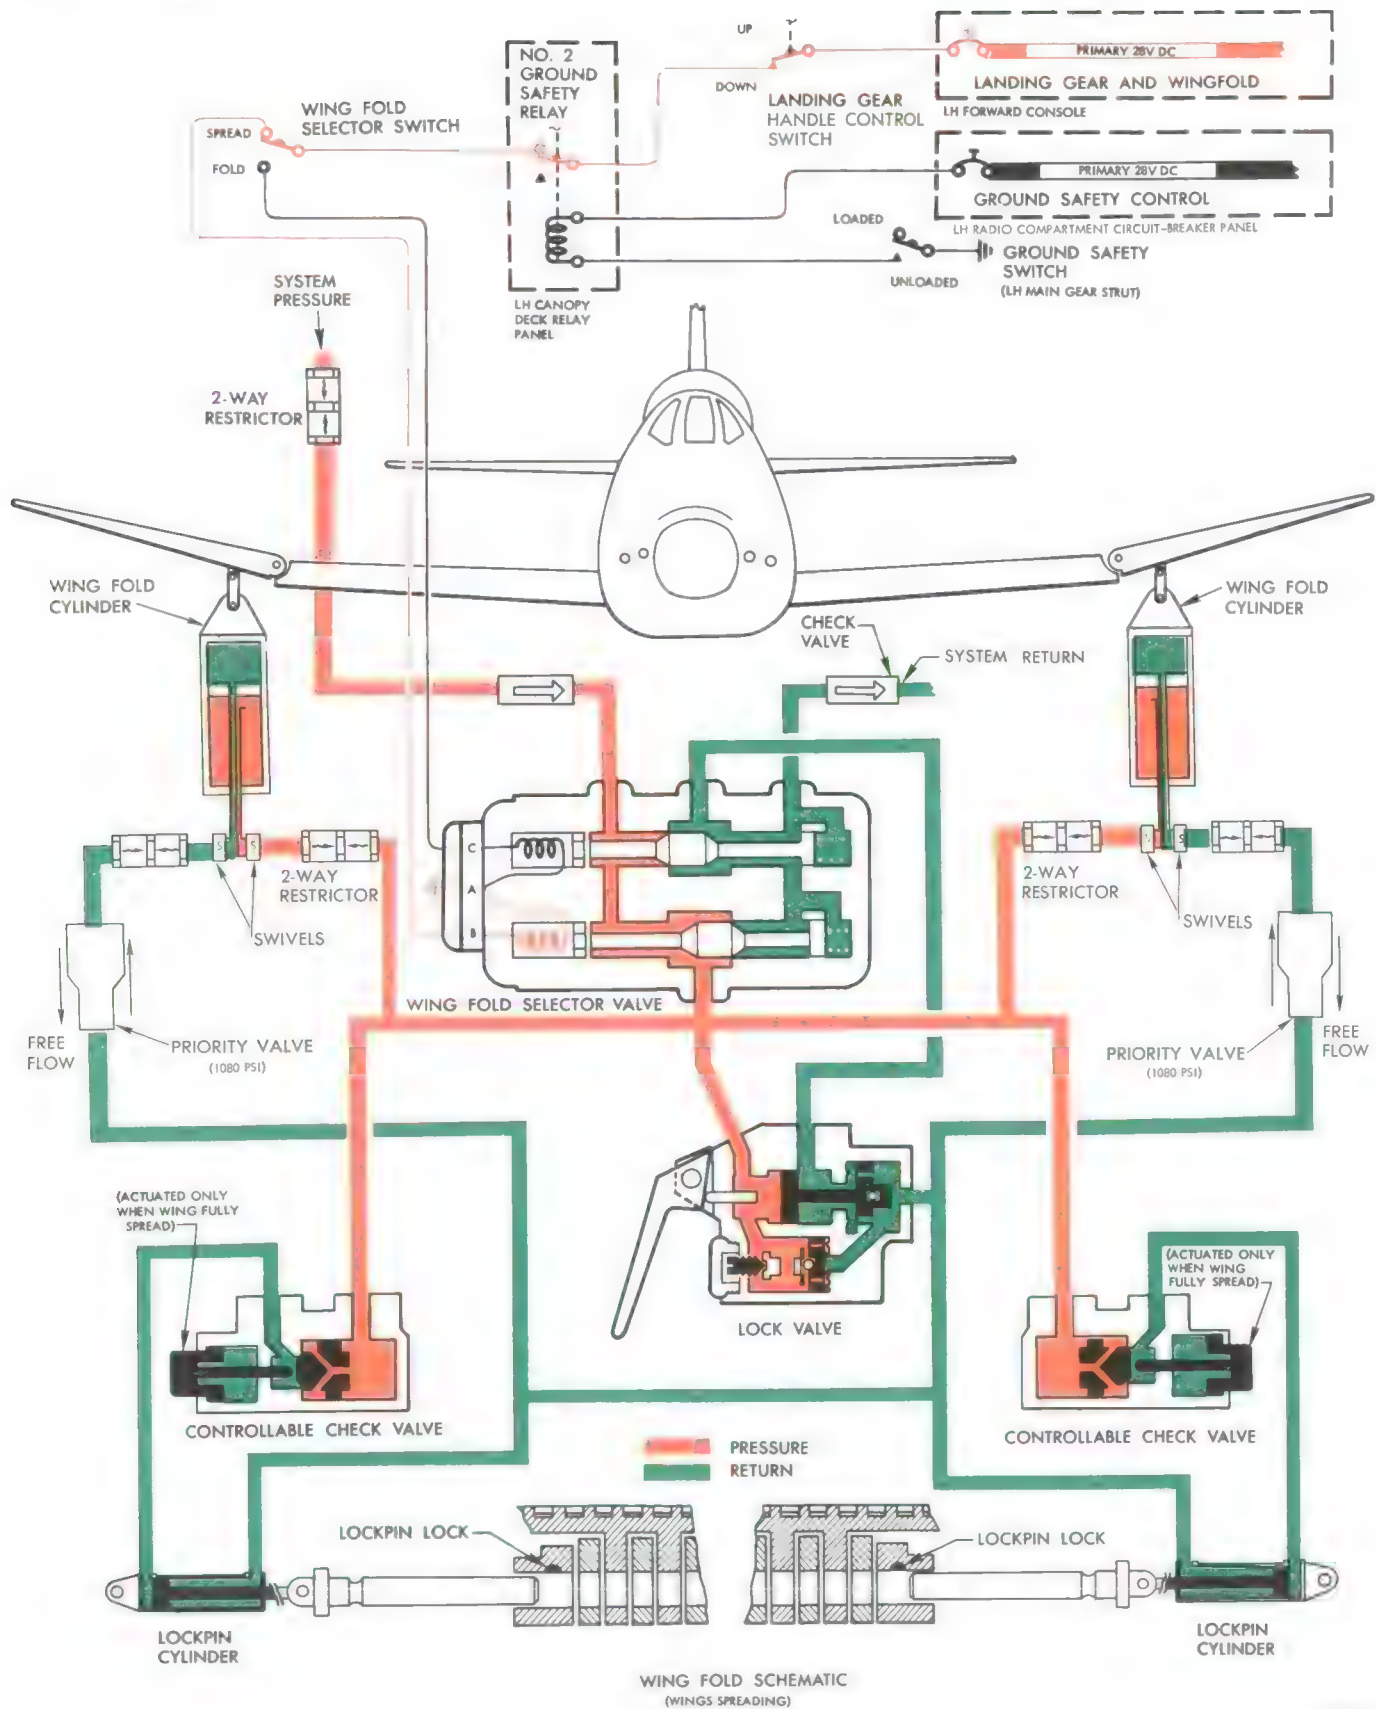 UP
PRIMARY 28V DC
NO. 2
GROUND
SAFETY
RELAY
LANDING GEAR AND WINGFOLD
DOWN
LANDING GEAR
HANDLE CONTROL
SWITCH
LH FORWARD CONSOLE
WING FOLD
SELECTOR SWITCH
SPREAD
FOLD
PRIMARY 28V DC
GROUND SAFETY CONTROL
LH RADIO COMPARTMENT CIRCUIT-BREAKER PANEL
LOADED
GROUND SAFETY
SWITCH
(LH MAIN GEAR STRUT)
UNLOADED
SYSTEM
PRESSURE
LH CANOPY
DECK RELAY
PANEL
2-WAY
RESTRICTOR
WING FOLD
CYLINDER
WING FOLD
CYLINDER
CHECK
VALVE
SYSTEM RETURN
C
A
B
S
S
S
2-WAY
RESTRICTOR
SWIVELS
2-WAY
RESTRICTOR
SWIVELS
WING FOLD SELECTOR VALVE
FREE
FLOW
PRIORITY VALVE
(1080 PSI)
PRIORITY VALVE
(1080 PSI)
FREE
FLOW
(ACTUATED ONLY
WHEN WING FULLY
SPREAD)
(ACTUATED ONLY
WHEN WING
FULLY SPREAD)
LOCK VALVE
CONTROLLABLE CHECK VALVE
CONTROLLABLE CHECK VALVE
PRESSURE
RETURN
LOCKPIN LOCK
LOCKPIN LOCK
LOCKPIN
CYLINDER
LOCKPIN
CYLINDER
WING FOLD SCHEMATIC
(WINGS SPREADING)